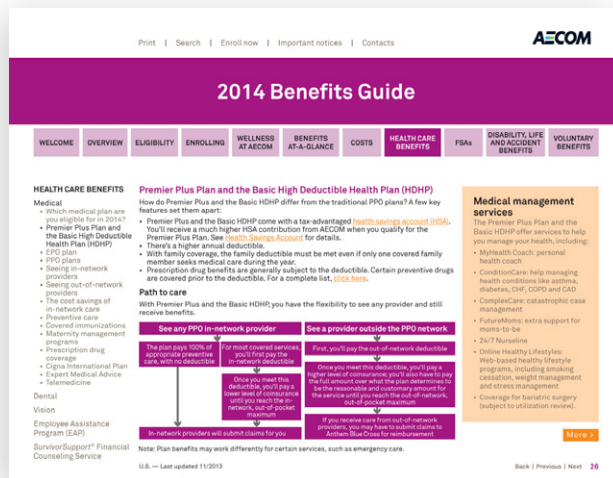 Print | Search | Enroll now | Important notices | Contacts
AECOM
2014 Benefits Guide
WELCOME
OVERVIEW
ELIGIBILITY
ENROLLING
WELLNESS
AT AECOM
BENEFITS
AT-A-GLANCE
COSTS
HEALTH CARE
BENEFITS
FSAs
DISABILITY, LIFE
AND ACCIDENT
BENEFITS
VOLUNTARY
BENEFITS
HEALTH CARE BENEFITS
Medical
• Which medical plan are
you eligible for in 2014?
• Premium Plus Plan and
the Basic High Deductible
Health Plan (HDHP)
• EPO plan
• PPO plans
• Seeing in-network
providers
• Seeing out-of-network
providers
• The cost savings of
in-network care
• Preventive care
• Covered immunizations
• Maternity management
programs
• Prescription drug
coverage
• Cigna International Plan
• Expert Medical Advice
• Telemedicine
Dental
Vision
Employee Assistance
Program (EAP)
SurvivorSupport® Financial
Counseling Service
Premier Plus Plan and the Basic High Deductible Health Plan (HDHP)
How do Premier Plus and the Basic HDHP differ from the traditional PPO plans? A few key
features set them apart:
• Premier Plus and the Basic HDHP come with a tax-advantaged health savings account (HSA).
You'll receive a much higher HSA contribution from AECOM when you qualify for the
Premier Plus Plan. See Health Savings Account for details.
• There's a higher annual deductible.
• With family coverage, the family deductible must be met even if only one covered family
member seeks medical care during the year.
• Prescription drug benefits are generally subject to the deductible. Certain preventive drugs
are covered prior to the deductible. For a complete list, click here.
Path to care
With Premier Plus and the Basic HDHP, you have the flexibility to see any provider and still
receive benefits.
See any PPO in-network provider
The plan pays 100% of
appropriate preventive
care, with no deductible
For most covered services,
you'll first pay the
in-network deductible
Once you meet this
deductible, you'll pay a
lower level of coinsurance
until you reach the in-
network, out-of-pocket
maximum
In-network providers will submit claims for you
See a provider outside the PPO network
First, you'll pay the out-of-network deductible
Once you meet this deductible, you'll pay a
higher level of coinsurance; you'll also have to pay
the full amount over what the plan determines to
be the reasonable and customary amount for
the service until you reach the out-of-network,
out-of-pocket maximum
If you receive care from out-of-network
providers, you may have to submit claims to
Anthem Blue Cross for reimbursement
Note: Plan benefits may work differently for certain services, such as emergency care.
Medical management
services
The Premier Plus Plan and the
Basic HDHP offer services to help
you manage your health, including:
• MyHealth Coach: personal
health coach
• ConditionCare: help managing
health conditions like asthma,
diabetes, CHF, COPD and CAD
• ComplexCare: catastrophic case
management
• FutureMoms: extra support for
moms-to-be
• 24/7 Nurseline
• Online Healthy Lifestyles:
Web-based healthy lifestyle
programs, including smoking
cessation, weight management
and stress management
• Coverage for bariatric surgery
(subject to utilization review).
More >
U.S. — Last updated 11/2013
Back | Previous | Next 26